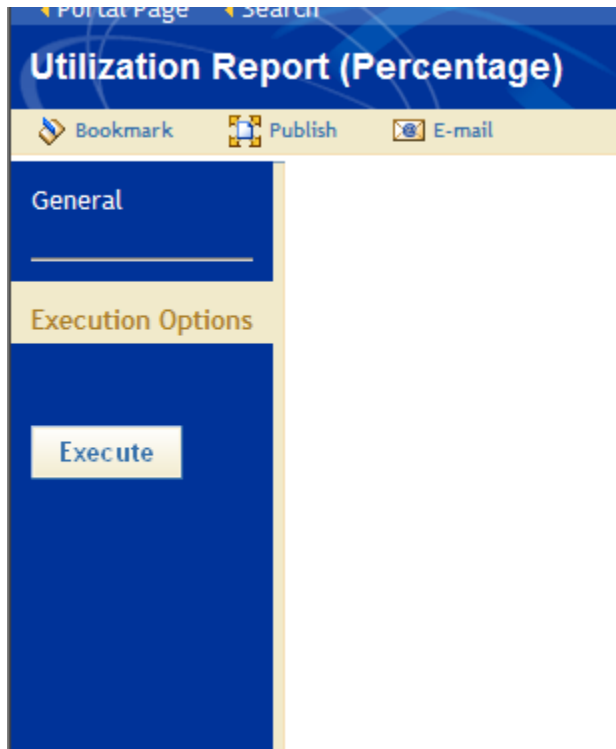 Portal Page Search
Utilization Report (Percentage)
Bookmark Publish E-mail
General
Execution Options
Execute